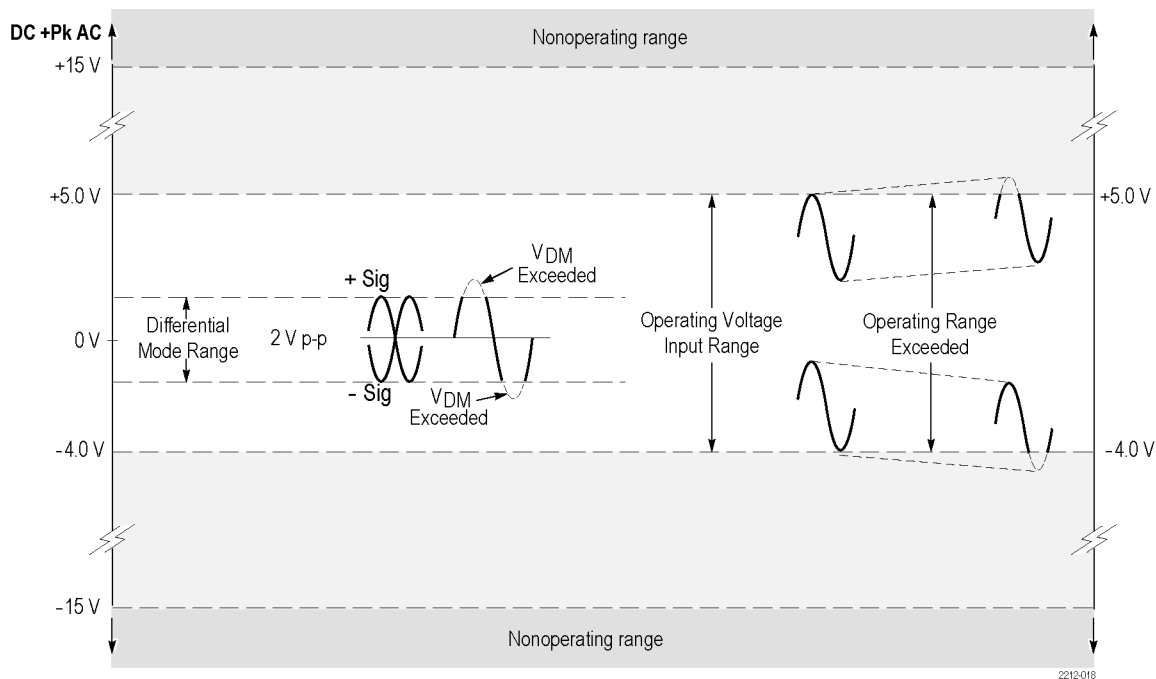 DC +Pk AC
Nonoperating range
+15 V
+5.0 V
+5.0 V
VDM
Exceeded
+ Sig
Differential
Mode Range
2 V p-p
0 V
Operating Voltage
Input Range
Operating Range
Exceeded
– Sig
VDM
Exceeded
–4.0 V
–4.0 V
–15 V
Nonoperating range
2212-018